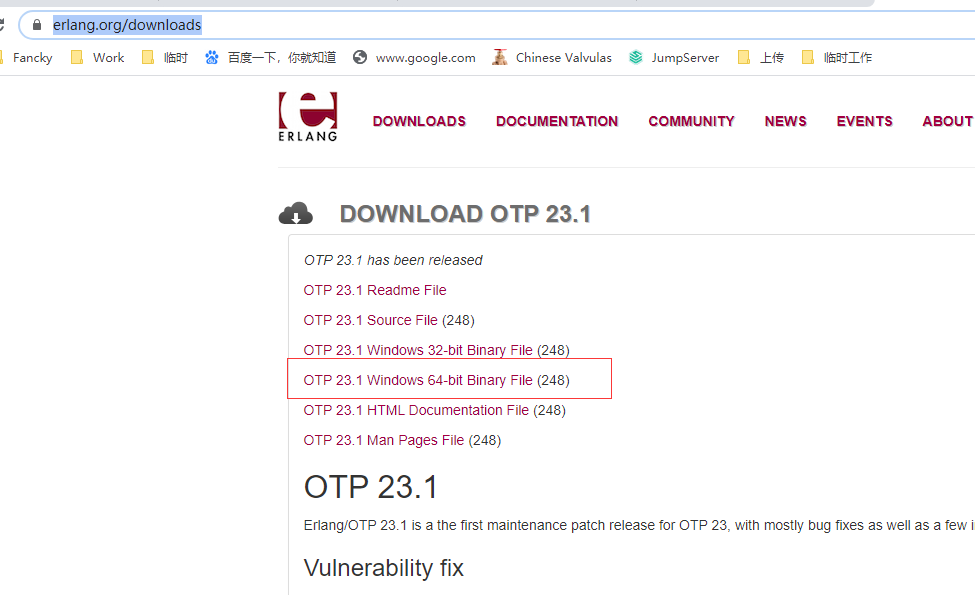 erlang.org/downloads
Fancky Work 临时 百度一下，你就知道 www.google.com Chinese Valvulas JumpServer 上传 临时工作
ERLANG
DOWNLOADS DOCUMENTATION COMMUNITY NEWS EVENTS ABOUT
DOWNLOAD OTP 23.1
OTP 23.1 has been released
OTP 23.1 Readme File
OTP 23.1 Source File (248)
OTP 23.1 Windows 32-bit Binary File (248)
OTP 23.1 Windows 64-bit Binary File (248)
OTP 23.1 HTML Documentation File (248)
OTP 23.1 Man Pages File (248)
OTP 23.1
Erlang/OTP 23.1 is a the first maintenance patch release for OTP 23, with mostly bug fixes as well as a few
Vulnerability fix